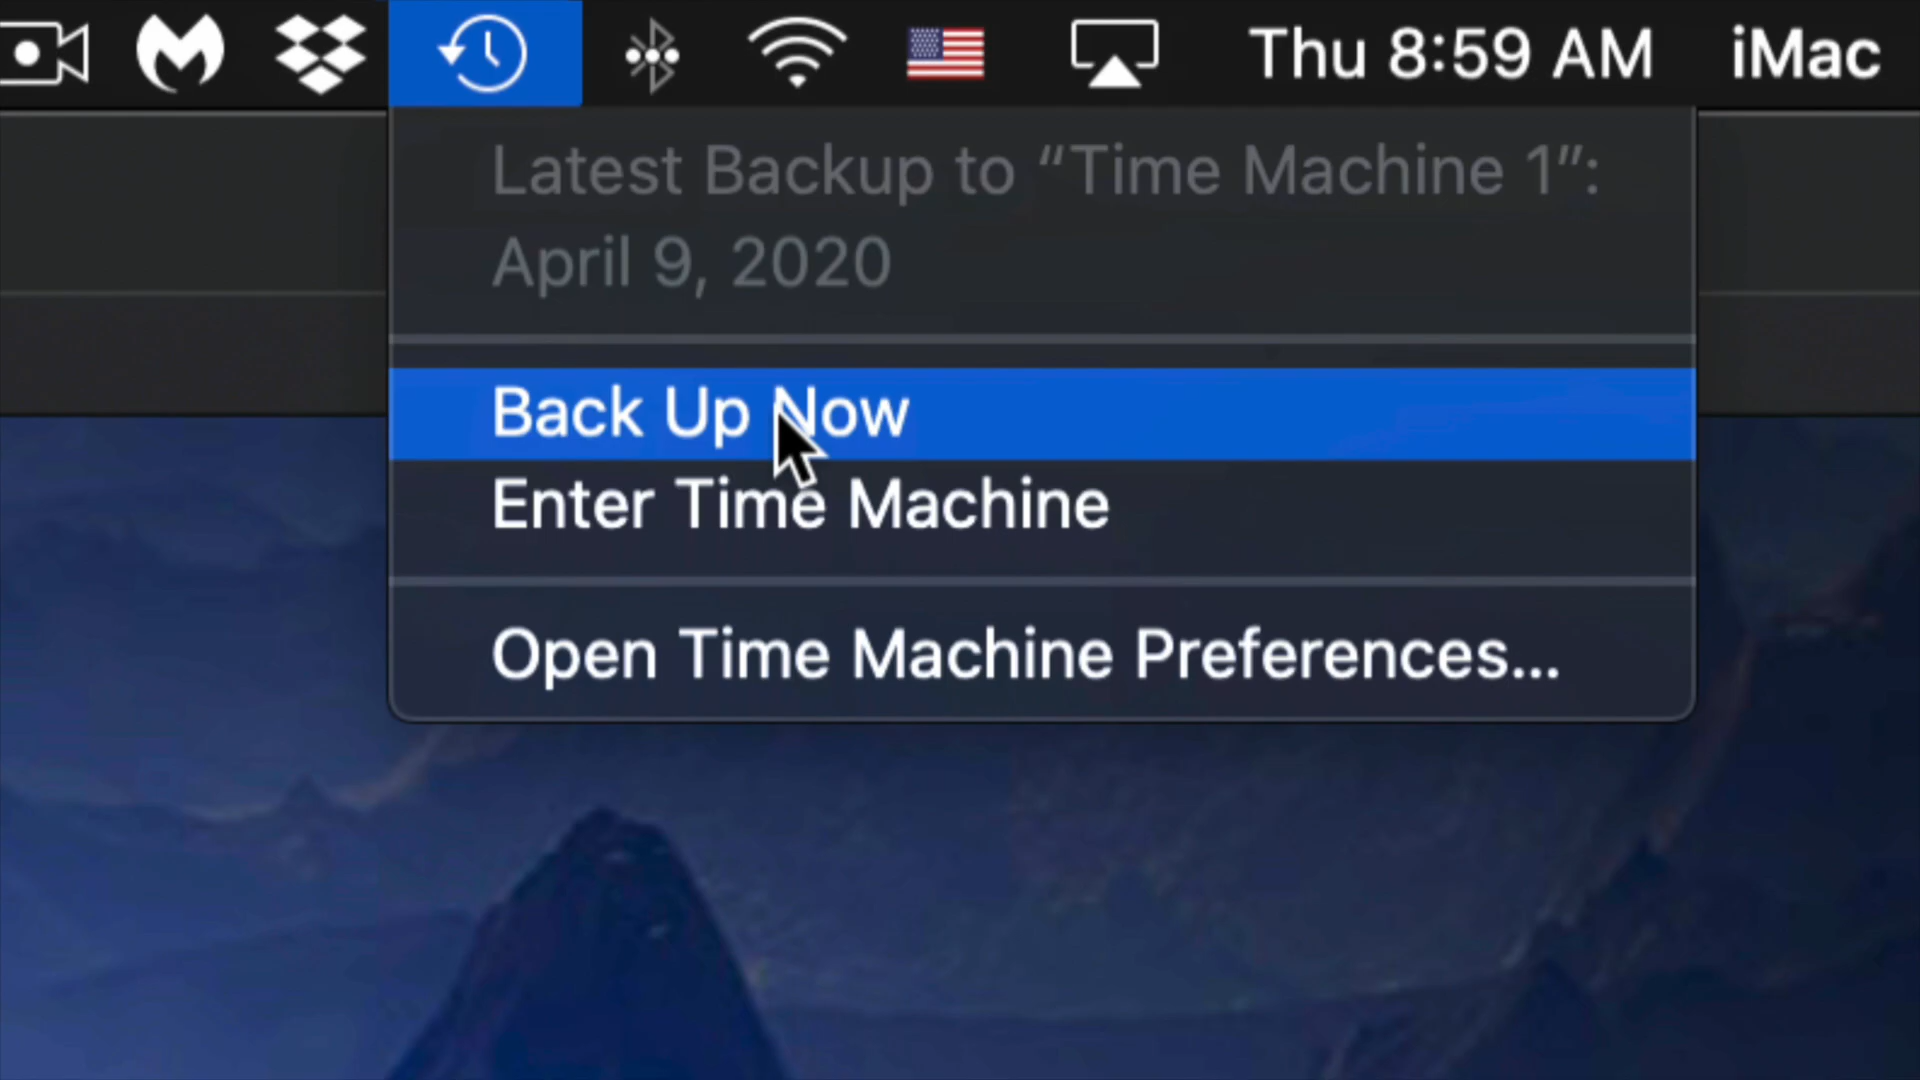 Thu 8:59 AM iMac
Latest Backup to “Time Machine 1”:
April 9, 2020
Back Up Now
Enter Time Machine
Open Time Machine Preferences...